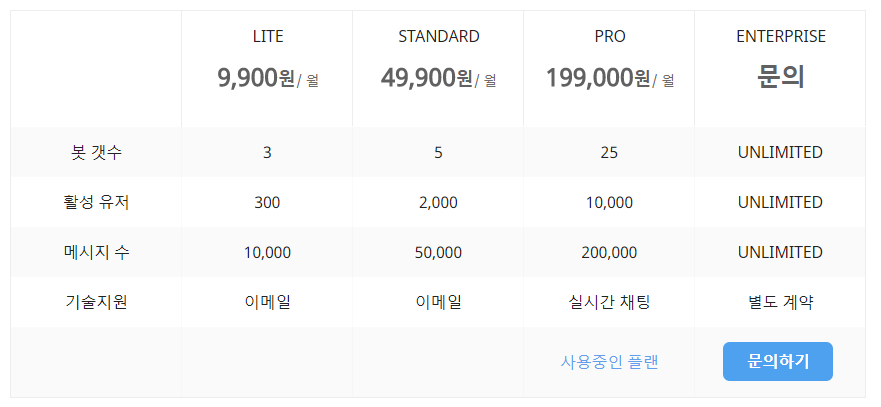 LITE STANDARD PRO ENTERPRISE
9,900원/ 월 49,900원/ 월 199,000원/ 월 문의
봇 갯수 3 5 25 UNLIMITED
활성 유저 300 2,000 10,000 UNLIMITED
메시지 수 10,000 50,000 200,000 UNLIMITED
기술지원 이메일 이메일 실시간 채팅 별도 계약
사용중인 플랜 문의하기